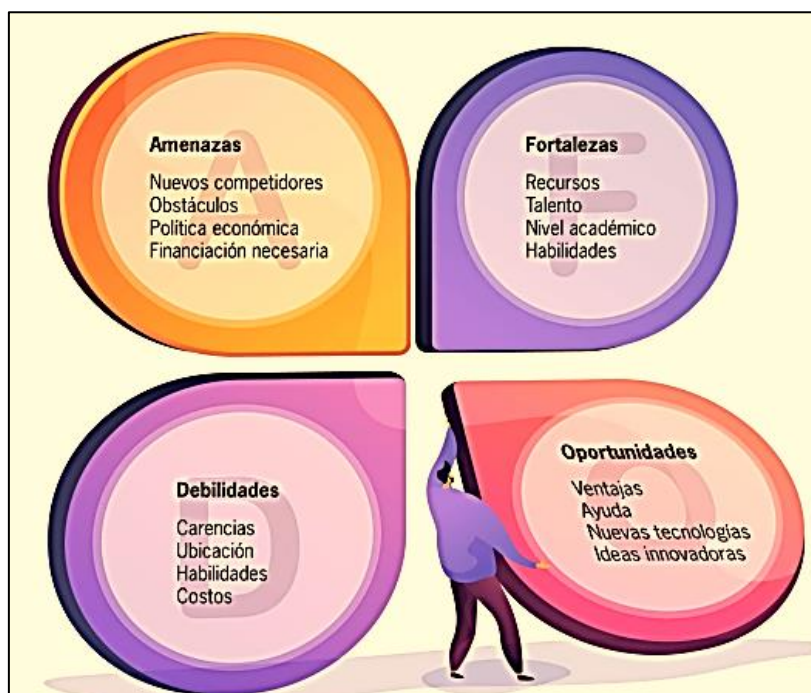 A
Amenazas
Nuevos competidores
Obstáculos
Política económica
Financiación necesaria
F
Fortalezas
Recursos
Talento
Nivel académico
Habilidades
D
Debilidades
Carencias
Ubicación
Habilidades
Costos
O
Oportunidades
Ventajas
Ayuda
Nuevas tecnologías
Ideas innovadoras